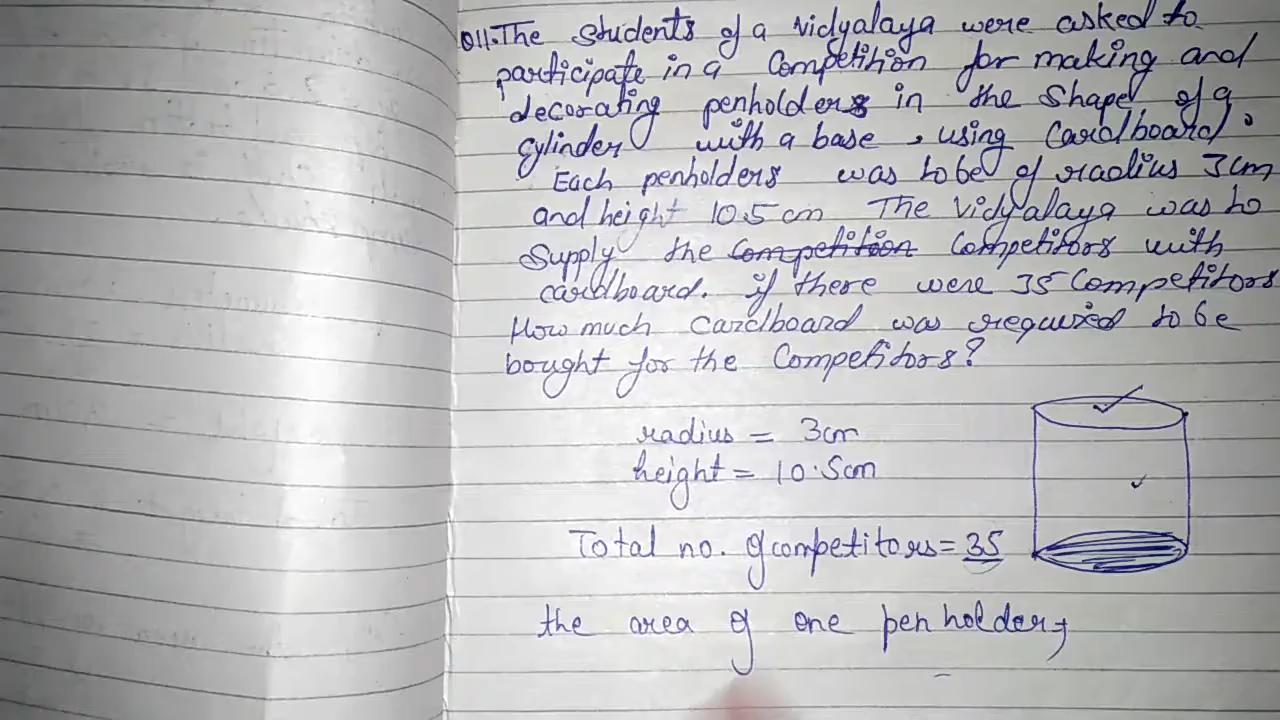 Q11. The students of a vidyalaya were asked to
participate in a Competition for making and
decorating penholders in the shape of a
cylinder with a base, using Cardboard.
Each penholders was to be of radius 3cm
and height 10.5 cm The Vidyalaya was to
Supply the competition Competitors with
cardboard. if there were 35 Competitors
How much cardboard was required to be
bought for the Competitors?
radius = 3cm
height = 10.5cm
Total no. of competitors = 35
the area of one penholder,